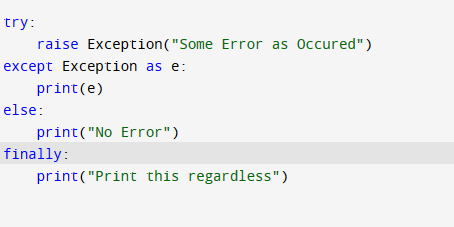 try:
    raise Exception("Some Error as Occured")
except Exception as e:
    print(e)
else:
    print("No Error")
finally:
    print("Print this regardless")